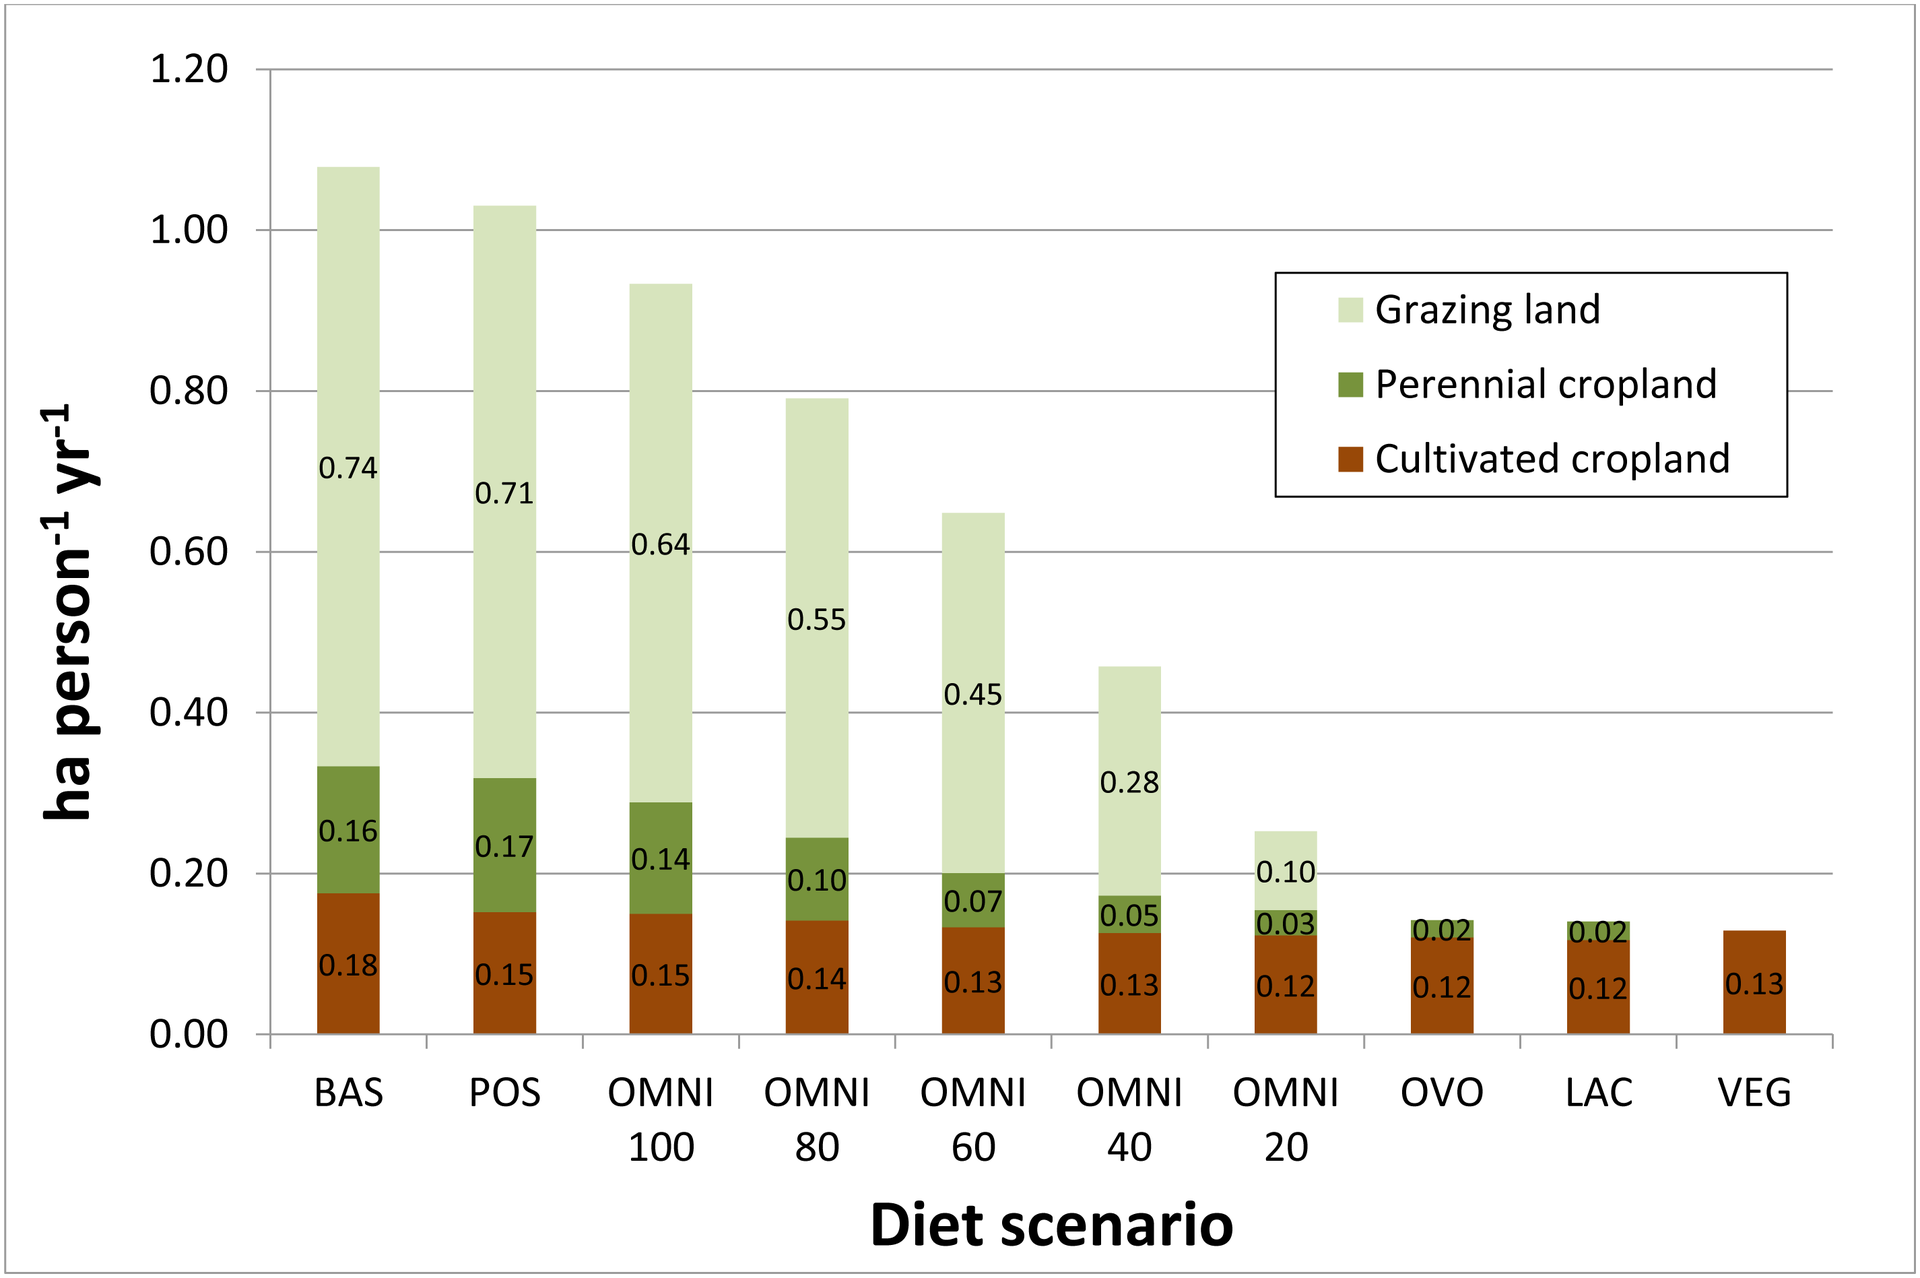 1.20
1.00
0.80
0.60
0.40
0.20
0.00
ha person-1 yr-1
Grazing land
Perennial cropland
Cultivated cropland
0.74 0.71 0.64 0.55 0.45 0.28 0.10
0.16 0.17 0.14 0.10 0.07 0.05 0.03 0.02 0.02
0.18 0.15 0.15 0.14 0.13 0.13 0.12 0.12 0.12 0.13
BAS POS OMNI OMNI OMNI OMNI OMNI OVO LAC VEG
100 80 60 40 20
Diet scenario